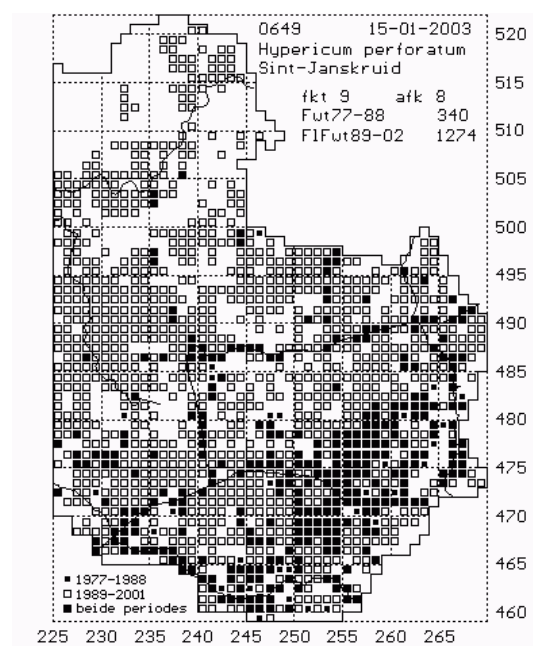 0649 15-01-2003
Hypericum perforatum
Sint-Janskruid
fkt 9 afk 8
Fut77-88 340
FlFut89-02 1274
520
515
510
505
500
495
490
485
480
475
470
465
460
1977-1988
1989-2001
beide periodes
225 230 235 240 245 250 255 260 265